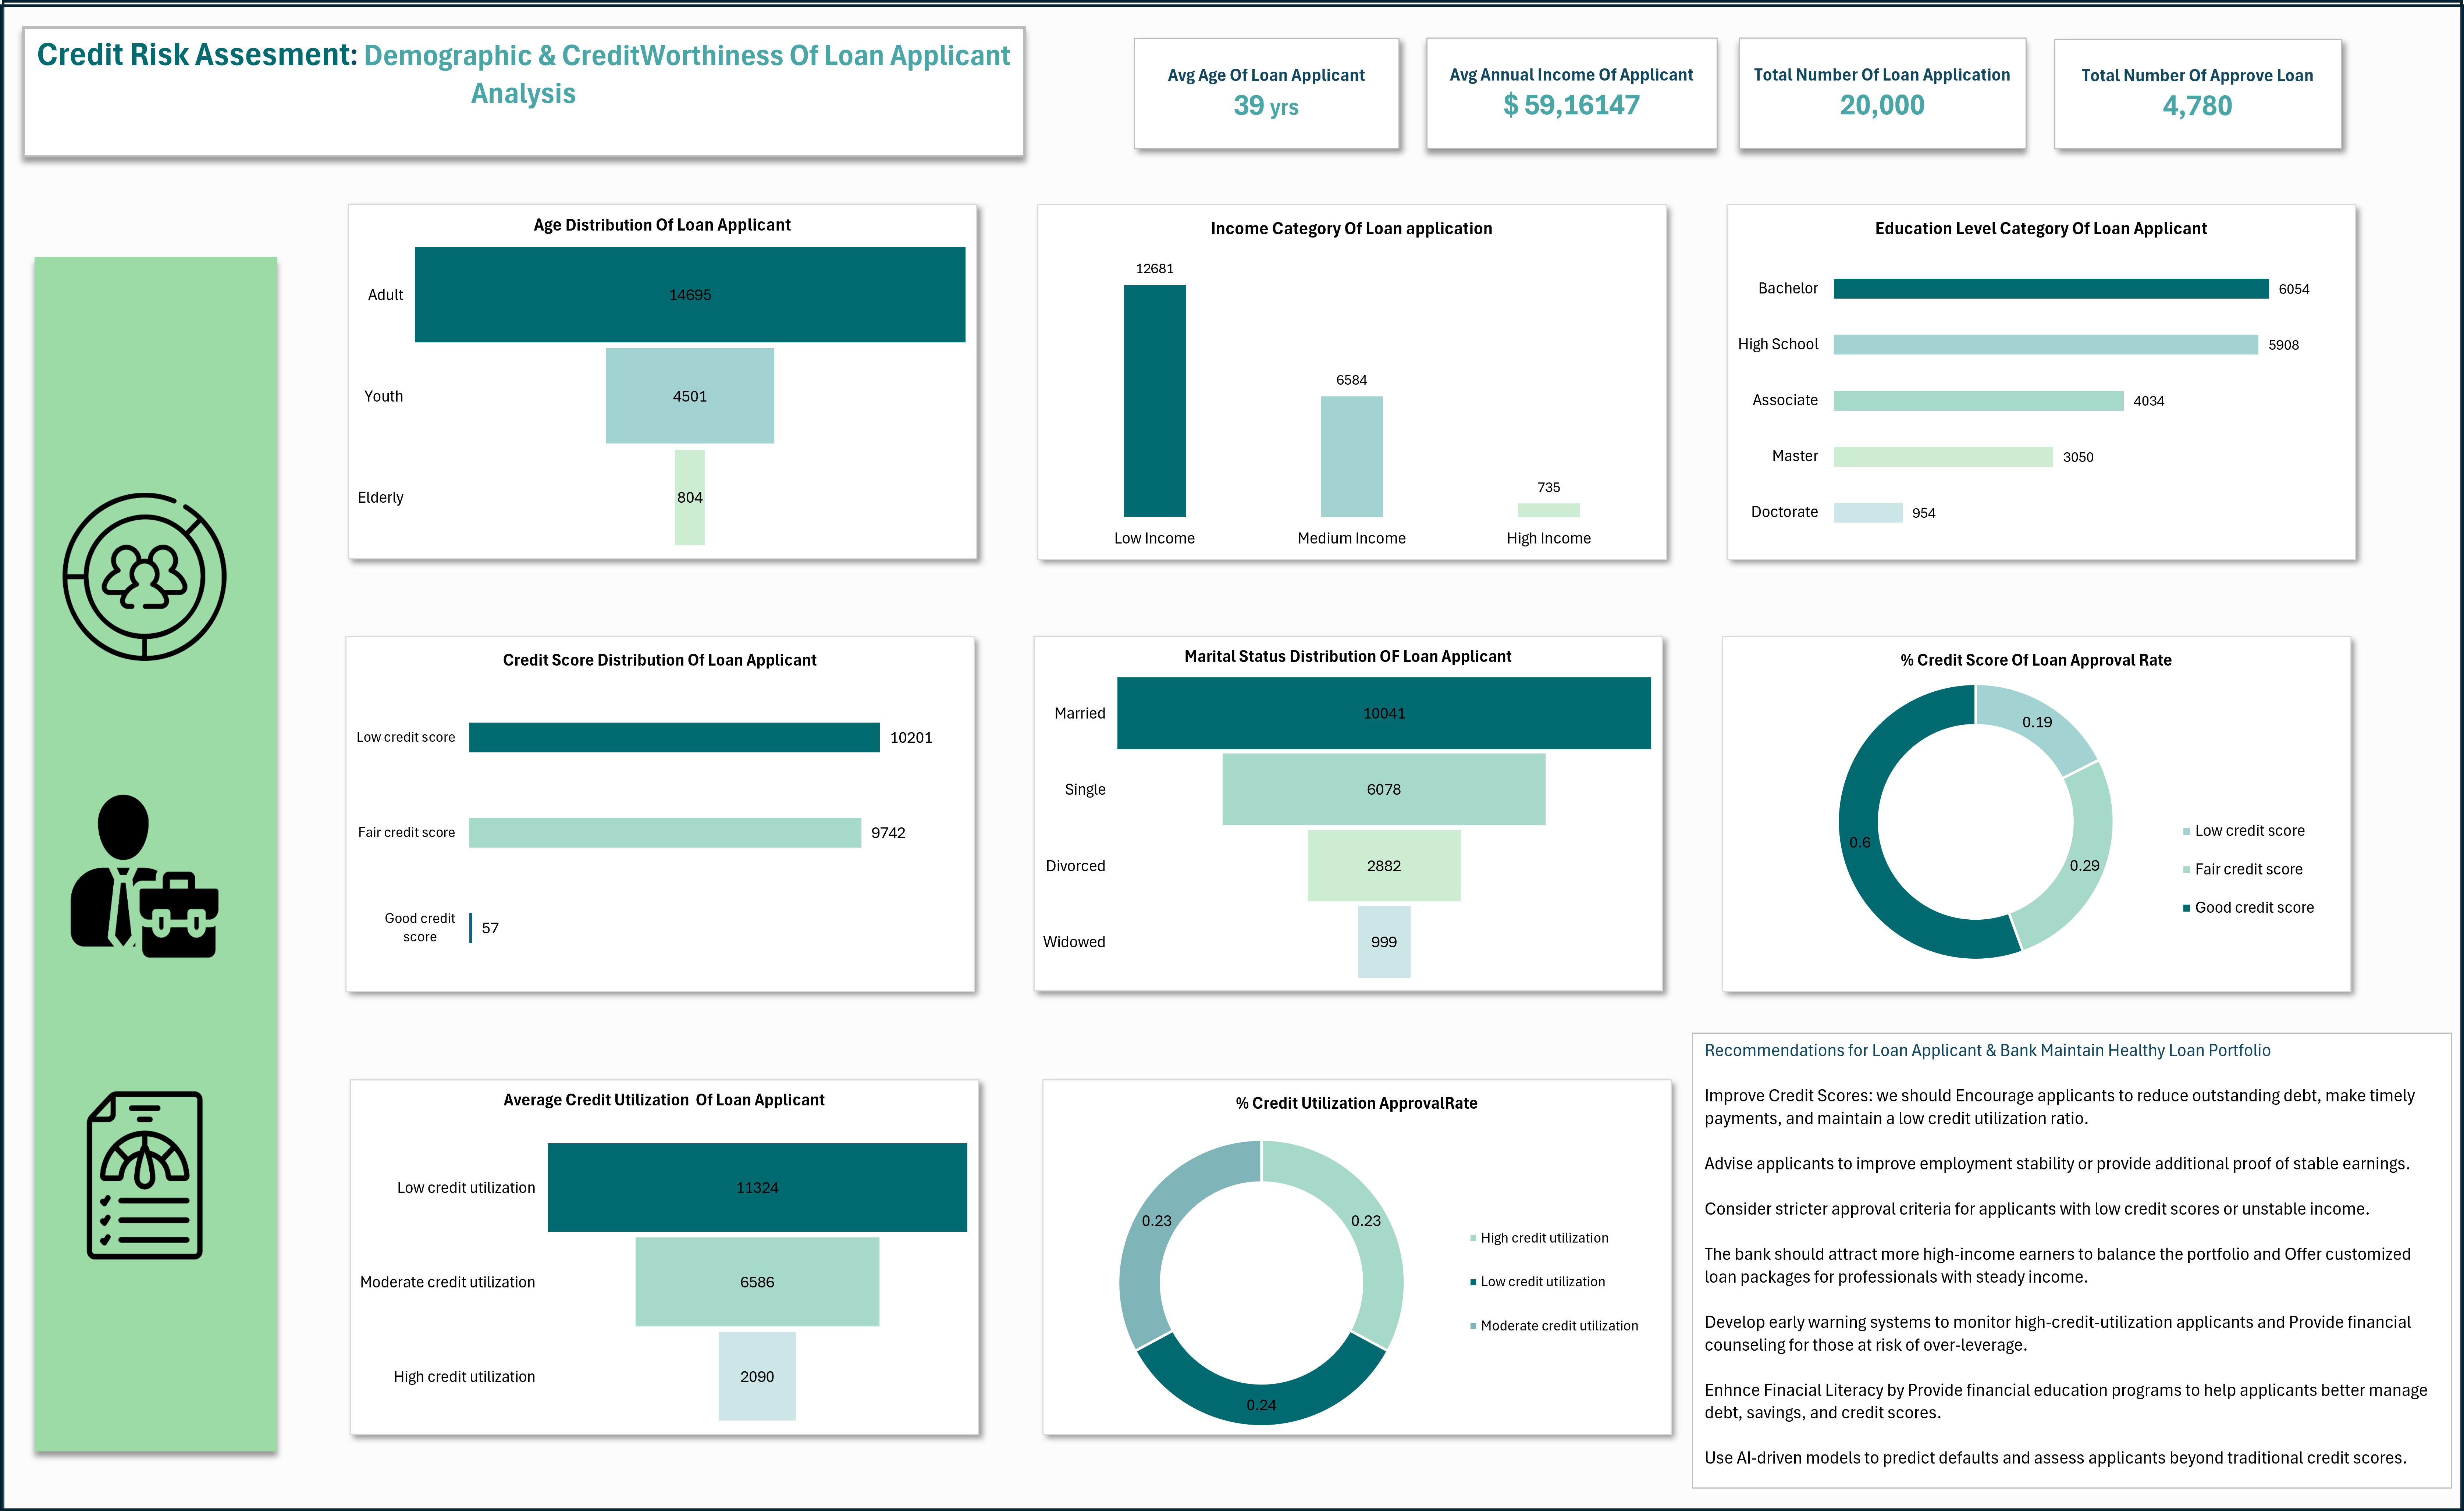 Credit Risk Assesment: Demographic & CreditWorthiness Of Loan Applicant
Analysis
Avg Age Of Loan Applicant
39 yrs
Avg Annual Income Of Applicant
$ 59,16147
Total Number Of Loan Application
20,000
Total Number Of Approve Loan
4,780
Age Distribution Of Loan Applicant
Adult
14695
Youth
4501
Elderly
804
Income Category Of Loan application
12681
6584
735
Low Income
Medium Income
High Income
Education Level Category Of Loan Applicant
Bachelor
6054
High School
5908
Associate
4034
Master
3050
Doctorate
954
Credit Score Distribution Of Loan Applicant
Low credit score
10201
Fair credit score
9742
Good credit
score
57
Marital Status Distribution OF Loan Applicant
Married
10041
Single
6078
Divorced
2882
Widowed
999
% Credit Score Of Loan Approval Rate
0.19
0.6
0.29
Low credit score
Fair credit score
Good credit score
Average Credit Utilization Of Loan Applicant
Low credit utilization
11324
Moderate credit utilization
6586
High credit utilization
2090
% Credit Utilization ApprovalRate
0.23
0.23
0.24
High credit utilization
Low credit utilization
Moderate credit utilization
Recommendations for Loan Applicant & Bank Maintain Healthy Loan Portfolio
Improve Credit Scores: we should Encourage applicants to reduce outstanding debt, make timely
payments, and maintain a low credit utilization ratio.
Advise applicants to improve employment stability or provide additional proof of stable earnings.
Consider stricter approval criteria for applicants with low credit scores or unstable income.
The bank should attract more high-income earners to balance the portfolio and Offer customized
loan packages for professionals with steady income.
Develop early warning systems to monitor high-credit-utilization applicants and Provide financial
counseling for those at risk of over-leverage.
Enhnce Finacial Literacy by Provide financial education programs to help applicants better manage
debt, savings, and credit scores.
Use AI-driven models to predict defaults and assess applicants beyond traditional credit scores.